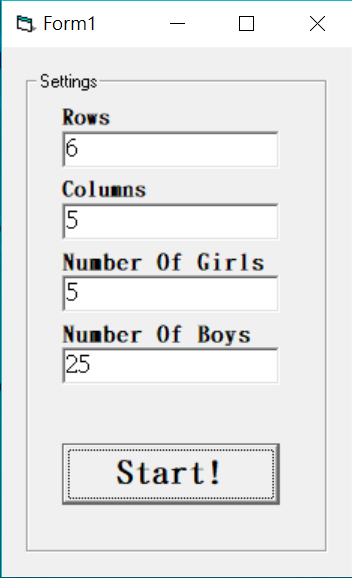 Form1
Settings
Rows
6
Columns
5
Number Of Girls
5
Number Of Boys
25
Start!